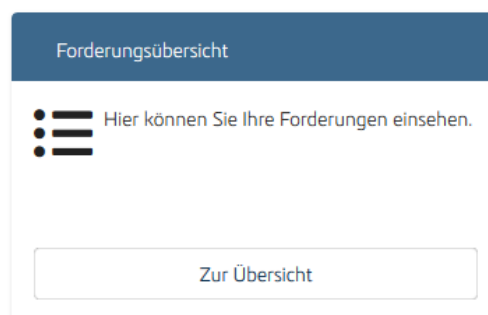 Forderungsübersicht
Hier können Sie Ihre Forderungen einsehen.
Zur Übersicht